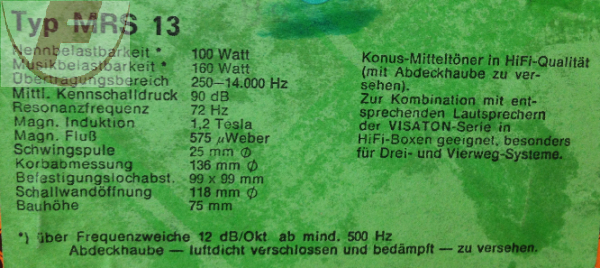 Typ MRS 13
Nennbelastbarkeit * 100 Watt
Musikbelastbarkeit * 160 Watt
Übertragungsbereich 250—14.000 Hz
Mittl. Kennschalldruck 90 dB
Resonanzfrequenz 72 Hz
Magn. Induktion 1,2 Tesla
Magn. Fluß 575 µWeber
Schwingspule 25 mm ϕ
Korbabmessung 136 mm ϕ
Befestigungslochabst. 99 x 99 mm
Schallwandöffnung 118 mm ϕ
Bauhöhe 75 mm
Konus-Mitteltöner in HiFi-Qualität
(mit Abdeckhaube zu ver-
sehen).
Zur Kombination mit ent-
sprechenden Lautsprechern
der VISATON-Serie in
HiFi-Boxen geeignet, besonders
für Drei- und Vierweg-Systeme.
*) über Frequenzweiche 12 dB/Okt ab mind. 500 Hz
Abdeckhaube — luftdicht verschlossen und bedämpft — zu versehen.